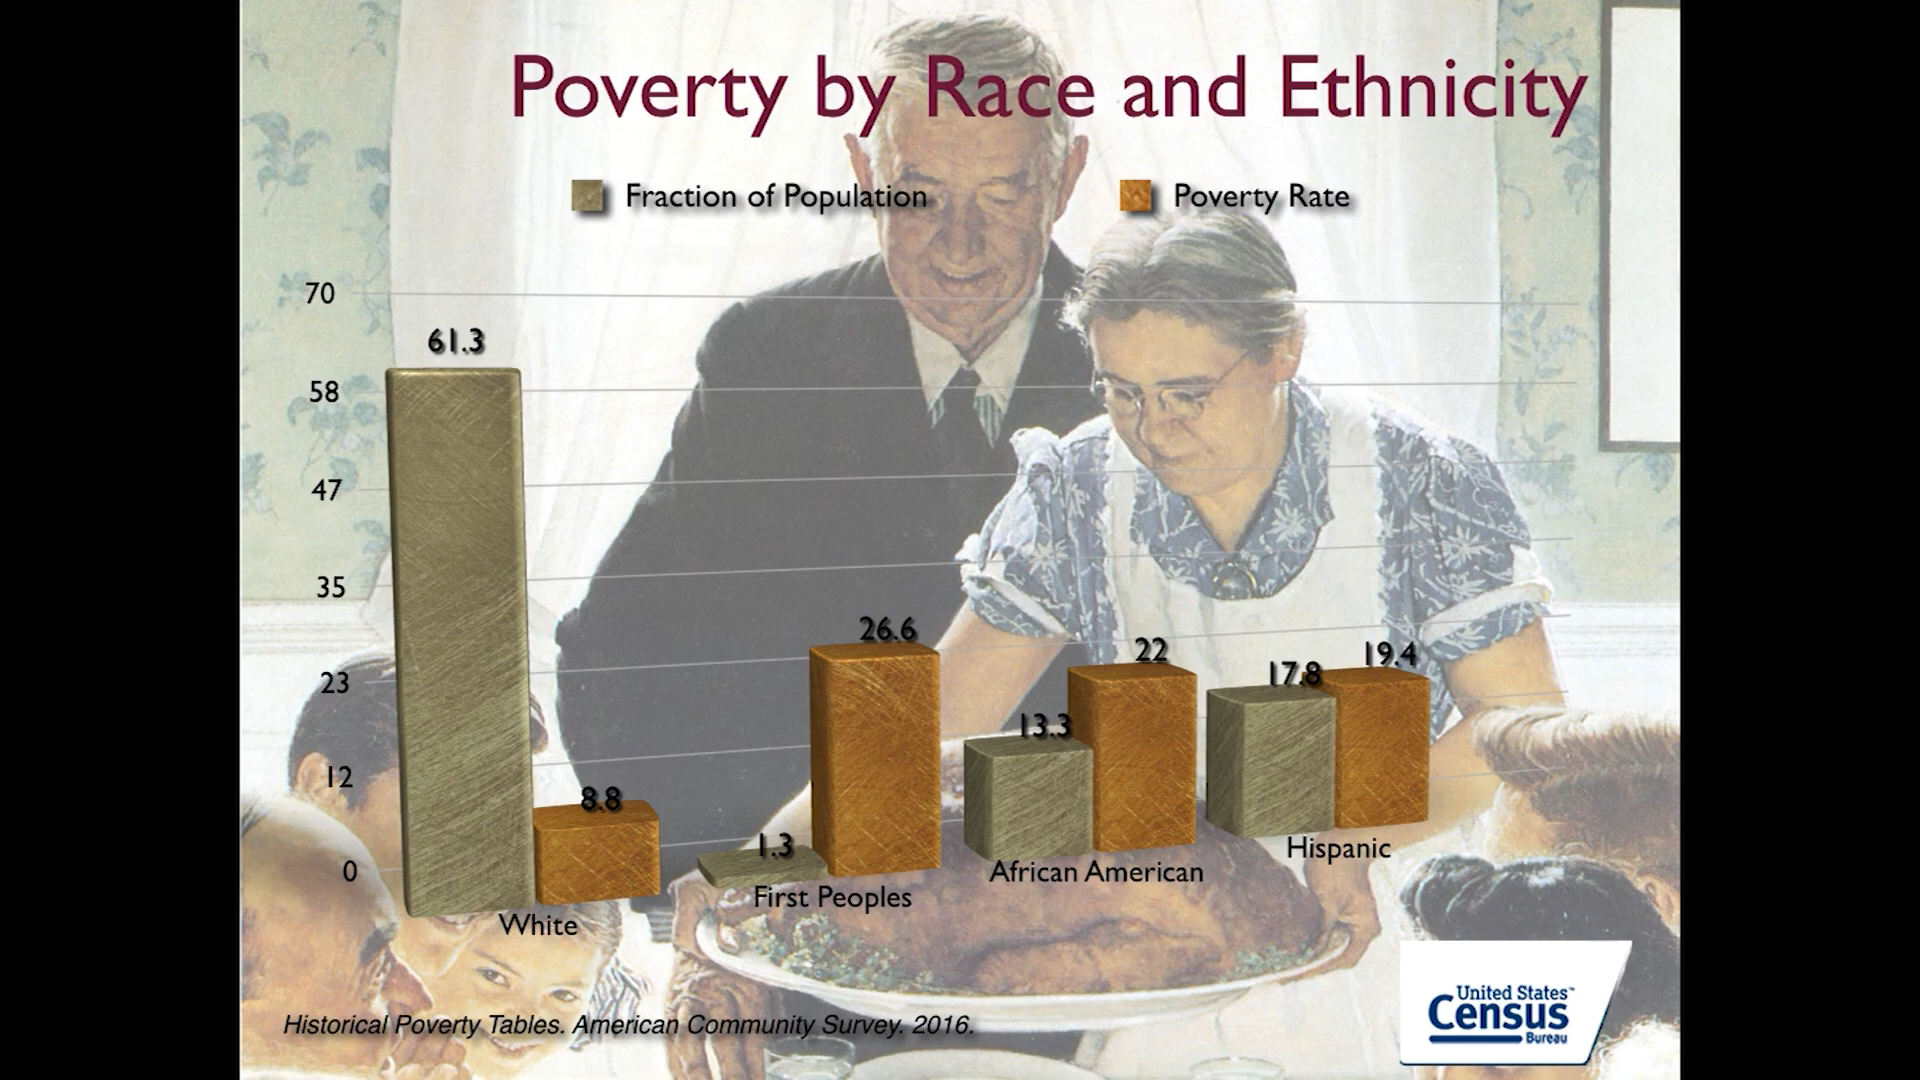 Poverty by Race and Ethnicity
Fraction of Population
Poverty Rate
70
58
47
35
23
12
0
61.3
8.8
1.3
26.6
13.3
22
17.8
19.4
White
First Peoples
African American
Hispanic
Historical Poverty Tables. American Community Survey. 2016.
United States™
Census
Bureau